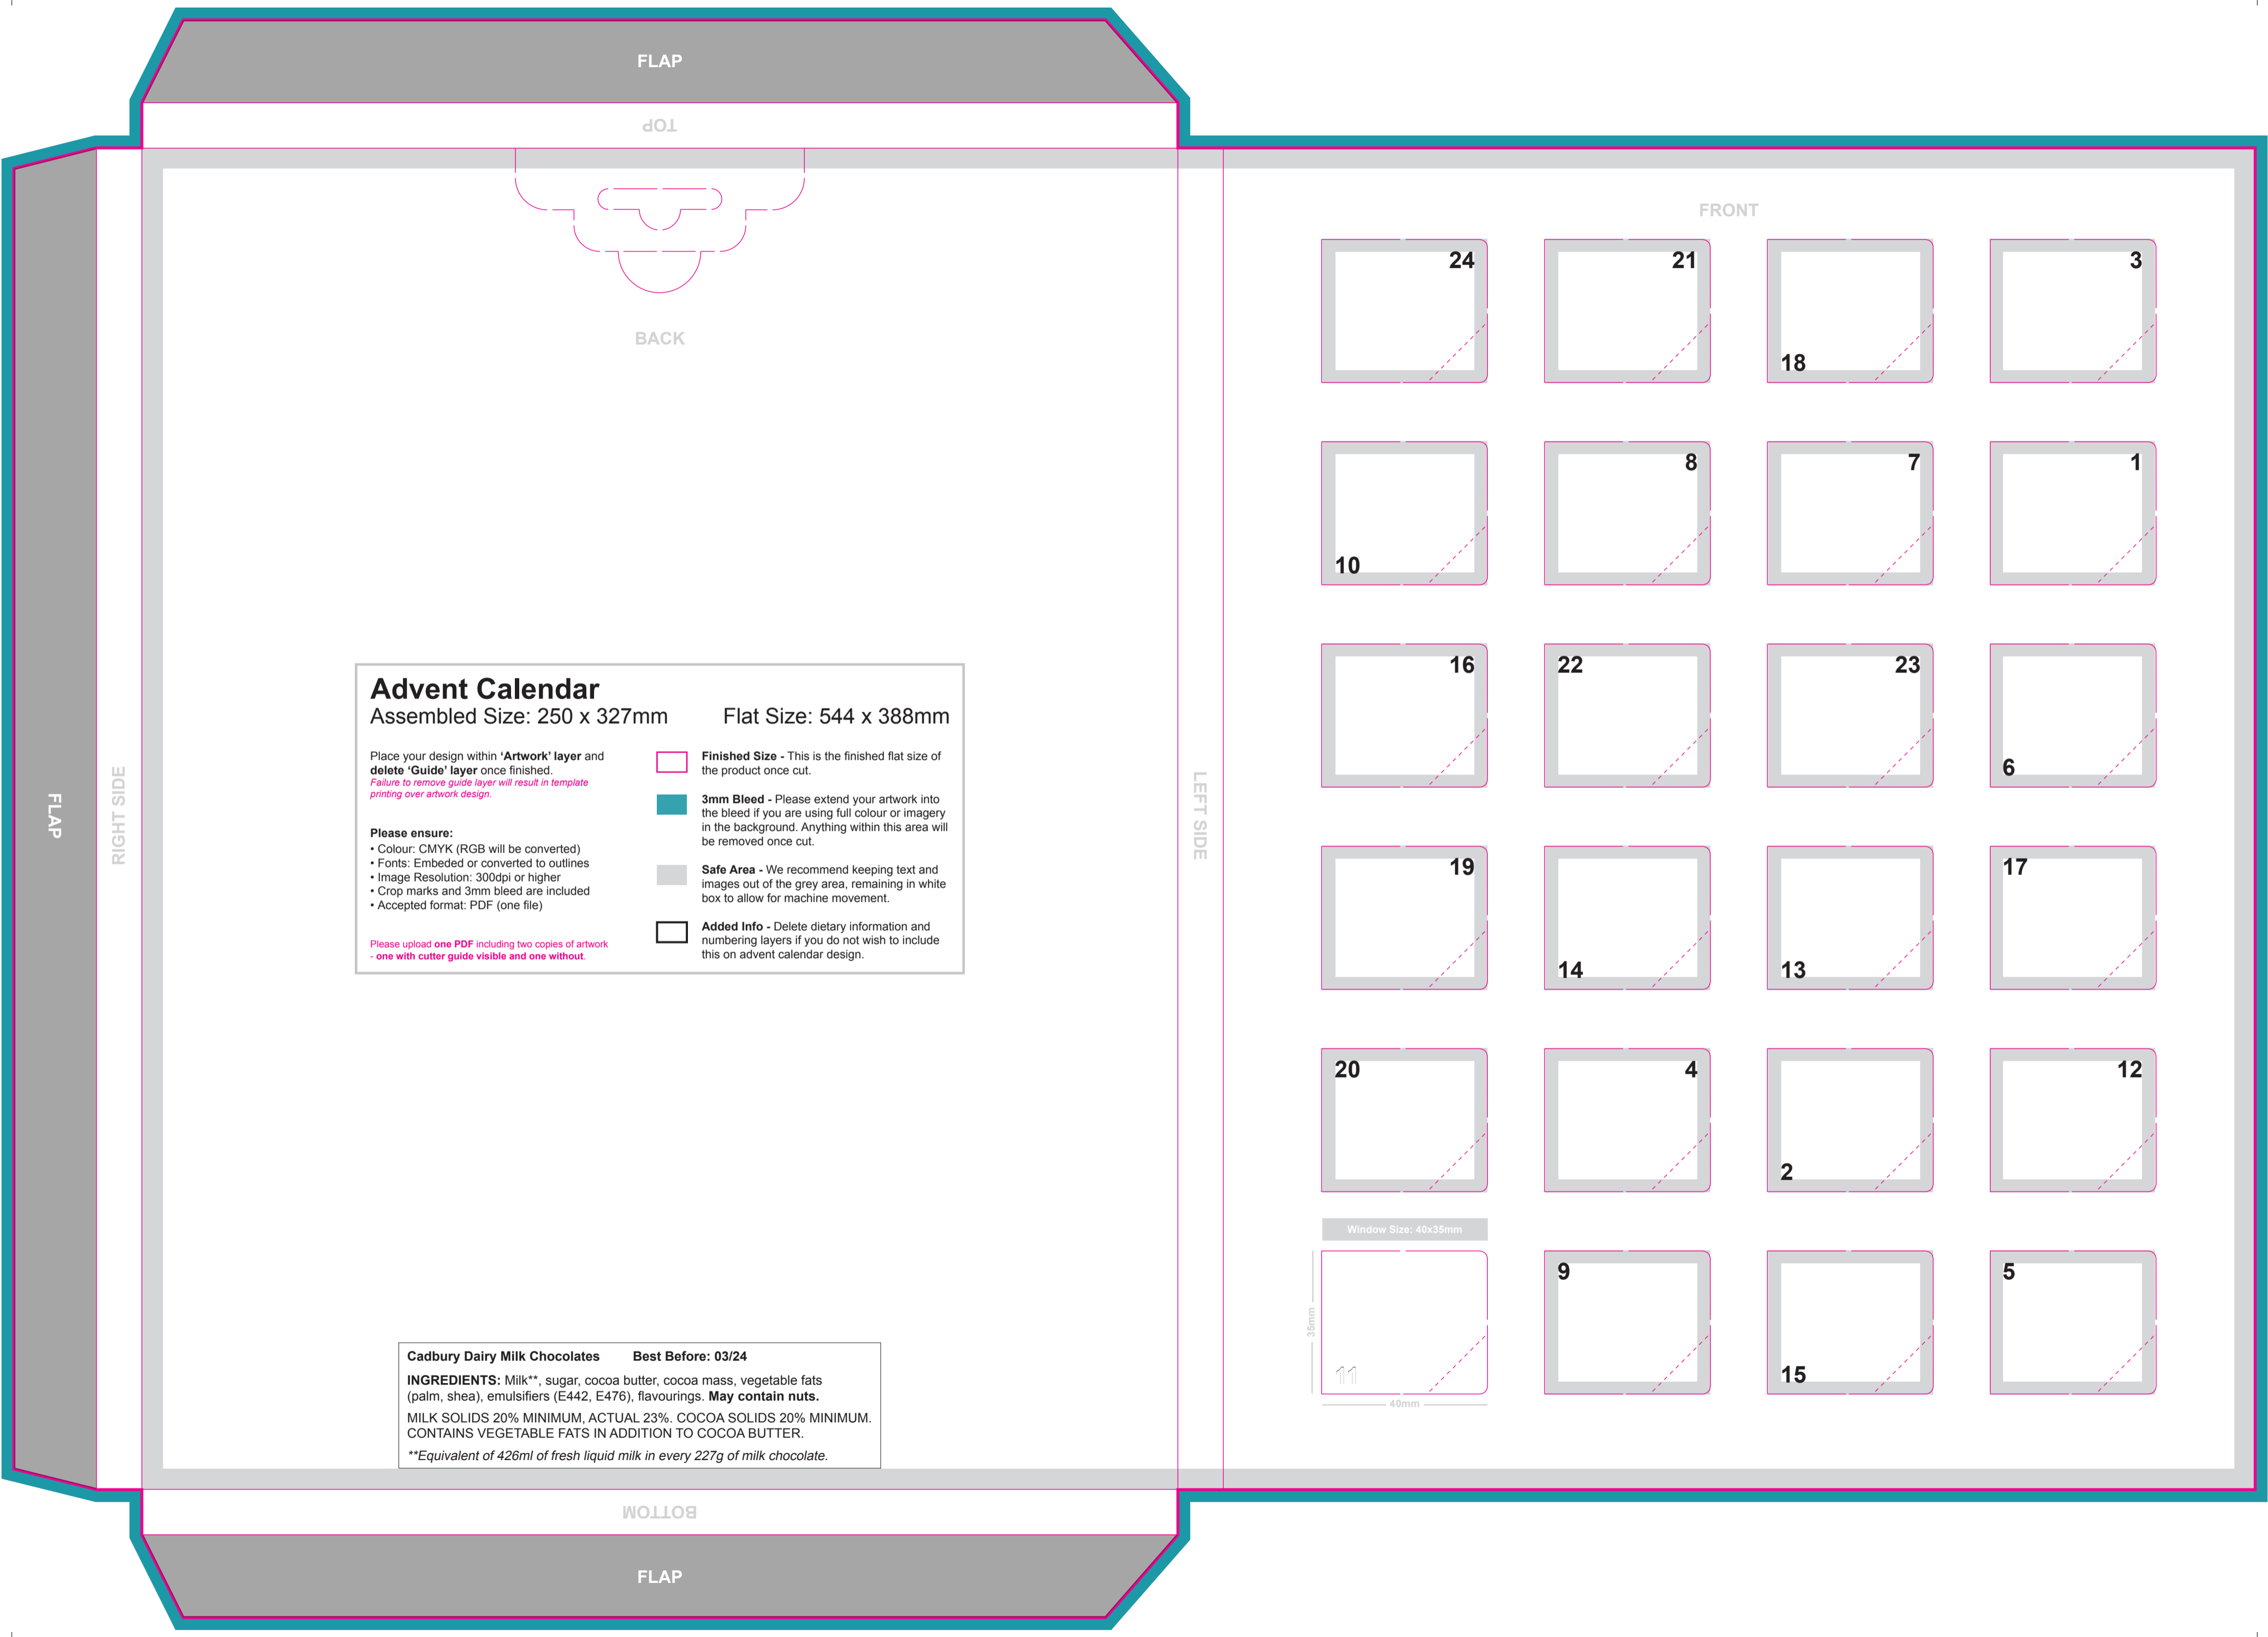 FLAP
TOP
FRONT
24
21
18
3
BACK
10
8
7
1
16
22
23
6
Advent Calendar
Assembled Size: 250 x 327mm
Flat Size: 544 x 388mm
Place your design within ‘Artwork’ layer and
delete ‘Guide’ layer once finished.
Failure to remove guide layer will result in template
printing over artwork design.
Please ensure:
• Colour: CMYK (RGB will be converted)
• Fonts: Embeded or converted to outlines
• Image Resolution: 300dpi or higher
• Crop marks and 3mm bleed are included
• Accepted format: PDF (one file)
Please upload one PDF including two copies of artwork
- one with cutter guide visible and one without.
Finished Size - This is the finished flat size of
the product once cut.
3mm Bleed - Please extend your artwork into
the bleed if you are using full colour or imagery
in the background. Anything within this area will
be removed once cut.
Safe Area - We recommend keeping text and
images out of the grey area, remaining in white
box to allow for machine movement.
Added Info - Delete dietary information and
numbering layers if you do not wish to include
this on advent calendar design.
FLAP
RIGHT SIDE
LEFT SIDE
19
14
13
17
20
4
2
12
Window Size: 40x35mm
35mm
11
40mm
9
15
5
Cadbury Dairy Milk Chocolates Best Before: 03/24
INGREDIENTS: Milk**, sugar, cocoa butter, cocoa mass, vegetable fats
(palm, shea), emulsifiers (E442, E476), flavourings. May contain nuts.
MILK SOLIDS 20% MINIMUM, ACTUAL 23%. COCOA SOLIDS 20% MINIMUM.
CONTAINS VEGETABLE FATS IN ADDITION TO COCOA BUTTER.
**Equivalent of 426ml of fresh liquid milk in every 227g of milk chocolate.
BOTTOM
FLAP